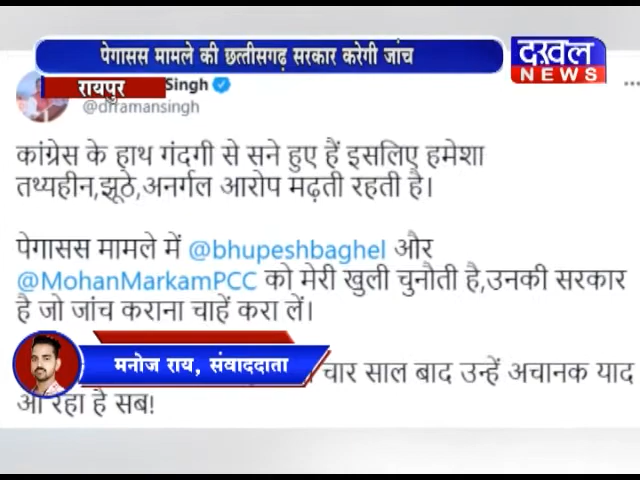 पेगासस मामले की छत्तीसगढ़ सरकार करेगी जांच
दख़ल
NEWS
रायपुर
Singh
@drramansingh
कांग्रेस के हाथ गंदगी से सने हुए हैं इसलिए हमेशा
तथ्यहीन,झूठे,अनर्गल आरोप मढ़ती रहती है।
पेगासस मामले में @bhupeshbaghel और
@MohanMarkamPCC को मेरी खुली चुनौती है,उनकी सरकार
है जो जांच कराना चाहें करा लें।
मनोज राय, संवाददाता
चार साल बाद उन्हें अचानक याद
आ रहा है सब!